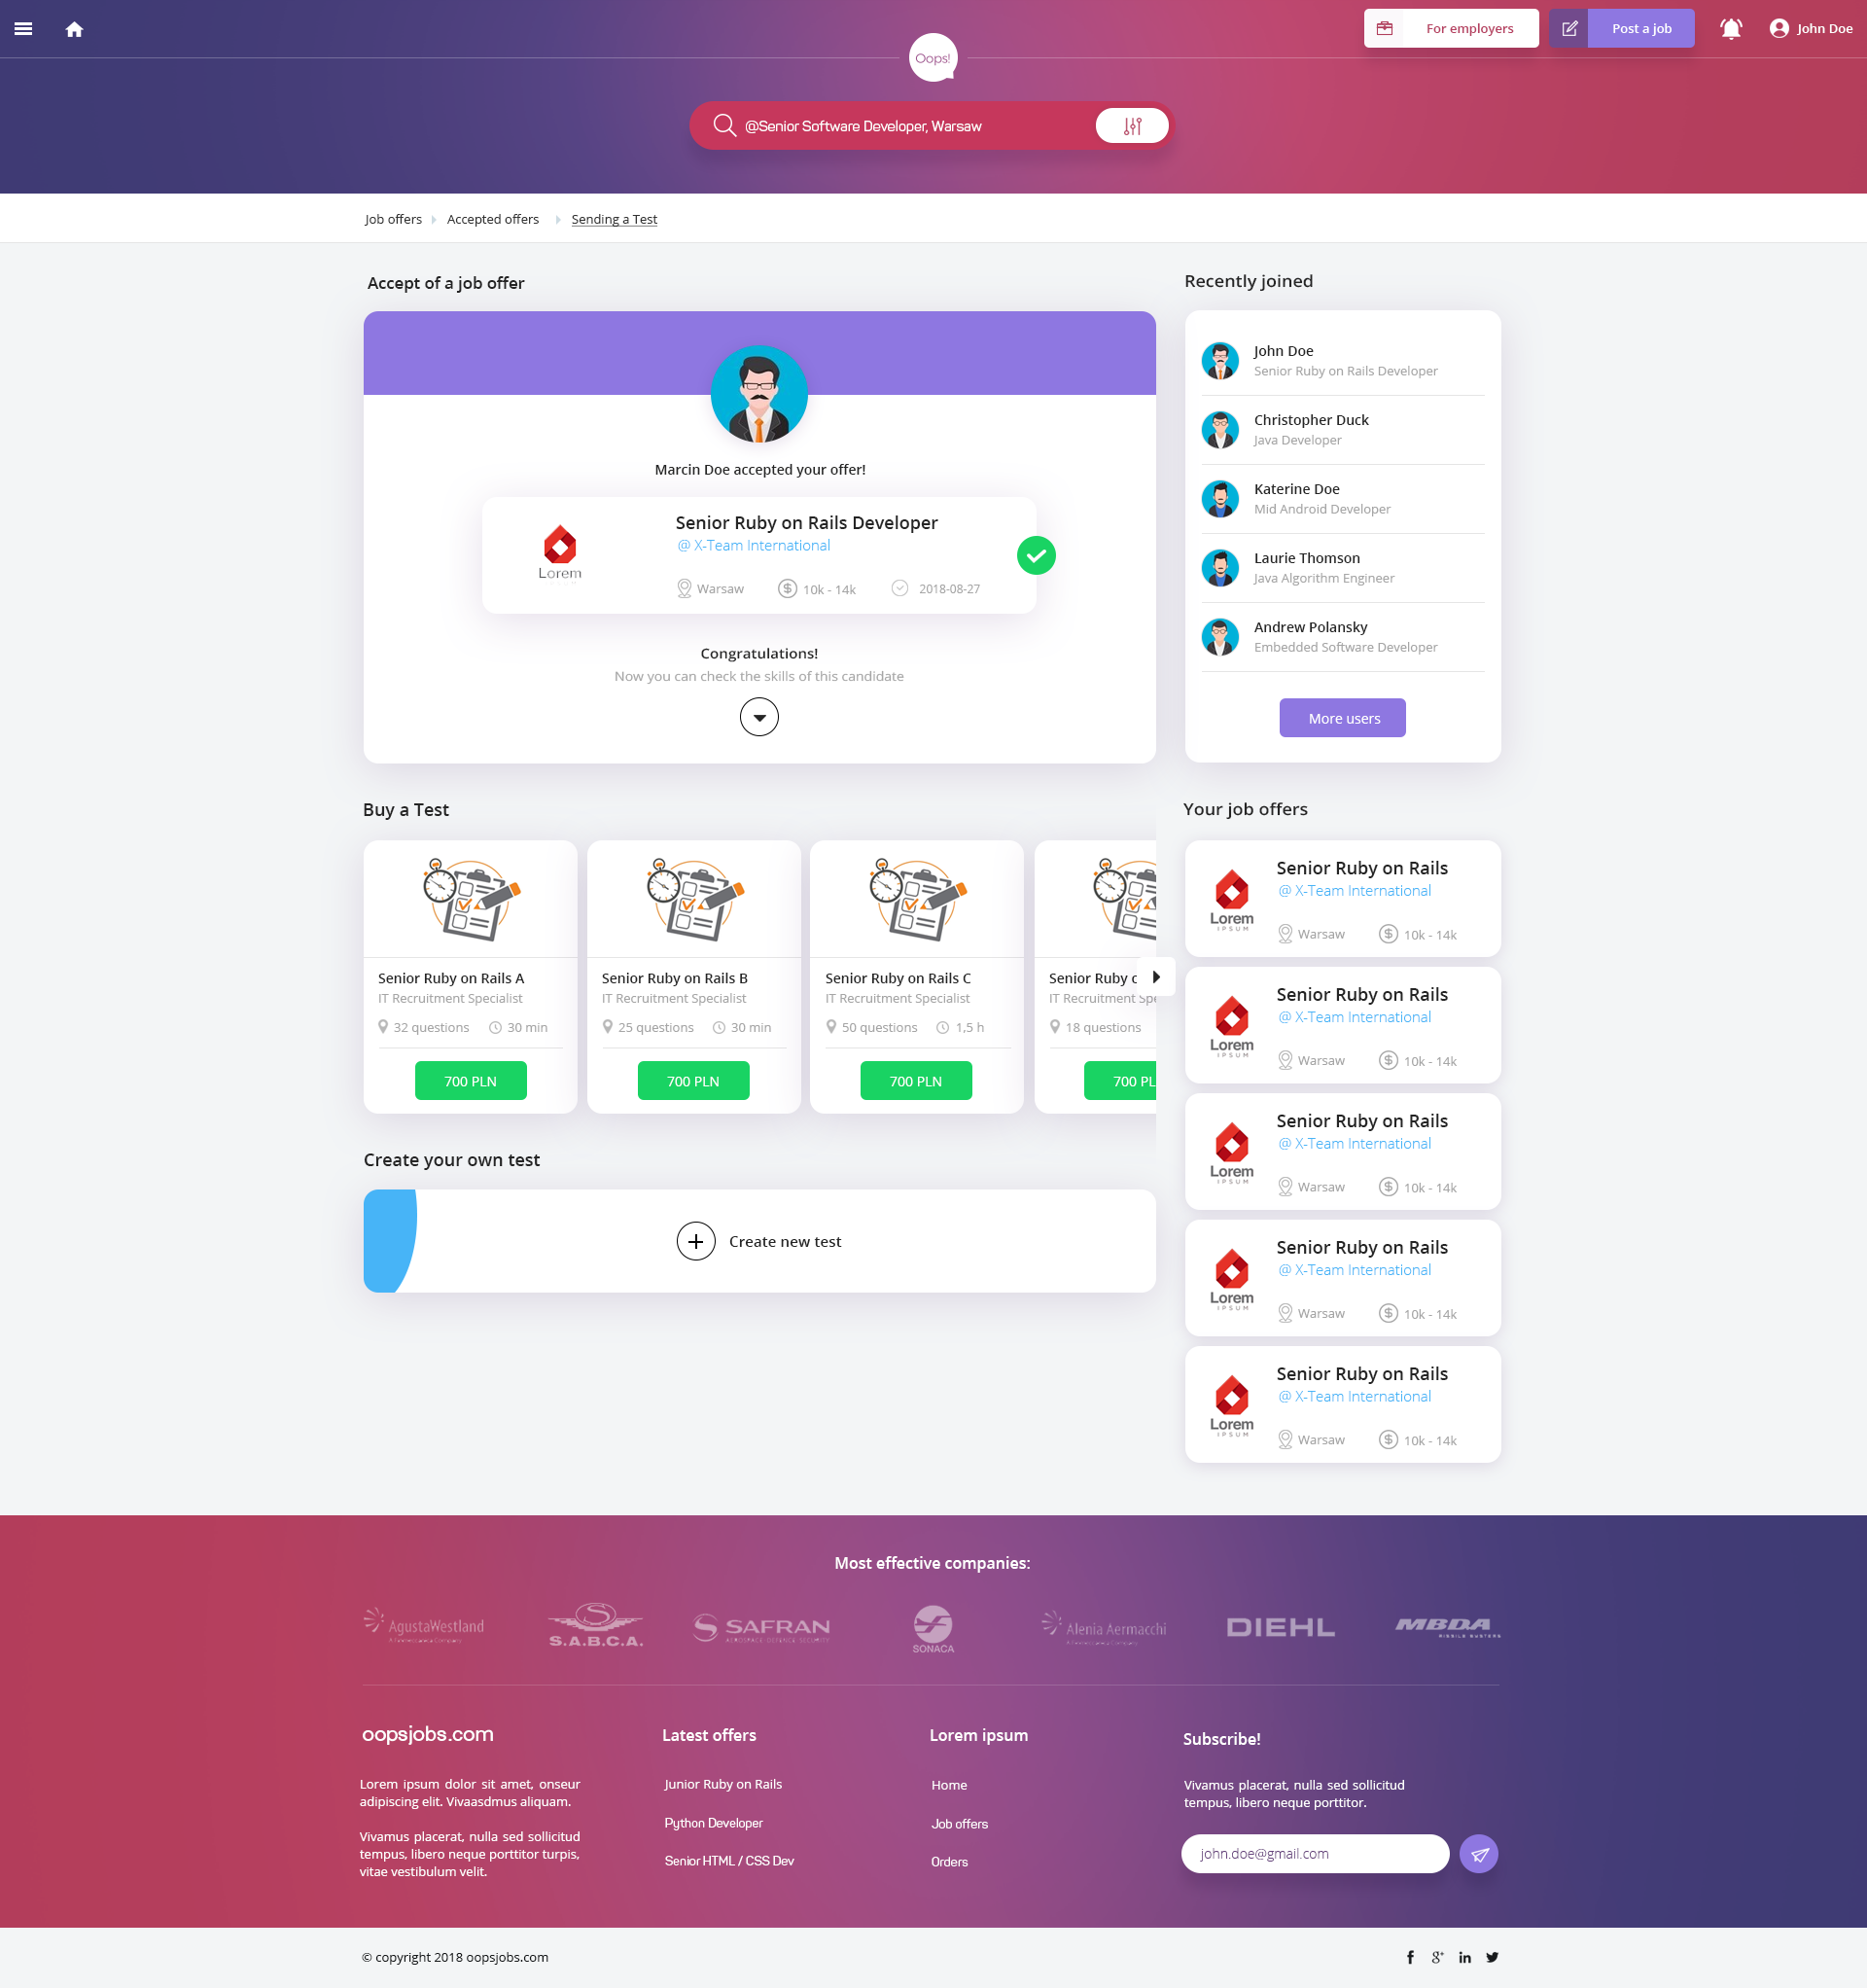 For employers
Post a job
John Doe
Oops!
@Senior Software Developer, Warsaw
Job offers
Accepted offers
Sending a Test
Accept of a job offer
Marcin Doe accepted your offer!
Lorem
Senior Ruby on Rails Developer
@ X-Team International
Warsaw
10k - 14k
2018-08-27
Congratulations!
Now you can check the skills of this candidate
Recently joined
John Doe
Senior Ruby on Rails Developer
Christopher Duck
Java Developer
Katerine Doe
Mid Android Developer
Laurie Thomson
Java Algorithm Engineer
Andrew Polansky
Embedded Software Developer
More users
Buy a Test
Senior Ruby on Rails A
IT Recruitment Specialist
32 questions
30 min
700 PLN
Senior Ruby on Rails B
IT Recruitment Specialist
25 questions
30 min
700 PLN
Senior Ruby on Rails C
IT Recruitment Specialist
50 questions
1,5 h
700 PLN
Senior Ruby
IT Recruitment
18 questions
700
Create your own test
Create new test
Your job offers
Lorem
IPSUM
Senior Ruby on Rails
@ X-Team International
Warsaw
10k - 14k
Lorem
IPSUM
Senior Ruby on Rails
@ X-Team International
Warsaw
10k - 14k
Lorem
IPSUM
Senior Ruby on Rails
@ X-Team International
Warsaw
10k - 14k
Lorem
IPSUM
Senior Ruby on Rails
@ X-Team International
Warsaw
10k - 14k
Lorem
IPSUM
Senior Ruby on Rails
@ X-Team International
Warsaw
10k - 14k
Most effective companies:
AgustaWestland
S.A.B.C.A.
SAFRAN
AEROSPACE DEFENCE SECURITY
SONACA
Alenia Aermacchi
DIEHL
MBDA
MISSILE SYSTEMS
oopsjobs.com
Lorem ipsum dolor sit amet, onseur
adipiscing elit. Vivaasdmus aliquam.
Vivamus placerat, nulla sed sollicitud
tempus, libero neque porttitor turpis,
vitae vestibulum velit.
Latest offers
Junior Ruby on Rails
Python Developer
Senior HTML / CSS Dev
Lorem ipsum
Home
Job offers
Orders
Subscribe!
Vivamus placerat, nulla sed sollicitud
tempus, libero neque porttitor.
john.doe@gmail.com
© copyright 2018 oopsjobs.com